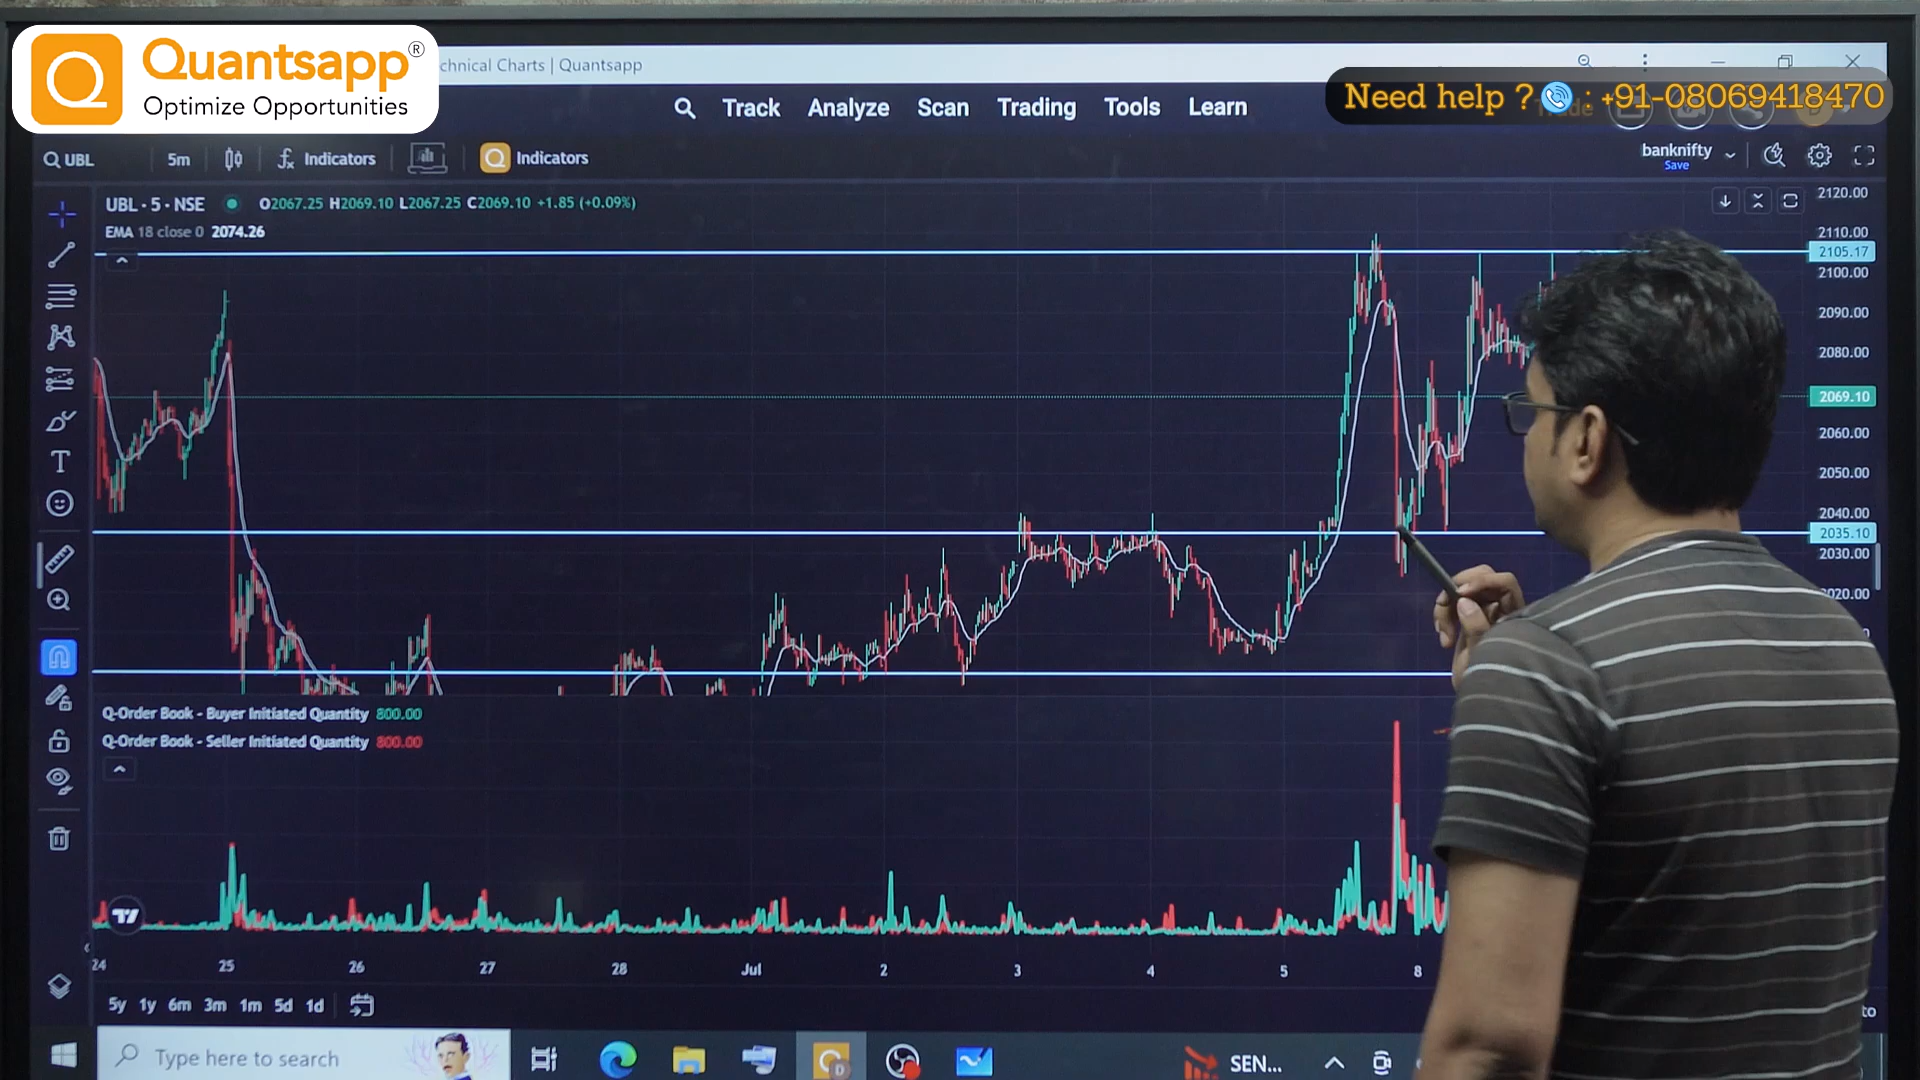 Quantsapp®
Optimize Opportunities
chnical Charts | Quantsapp
Need help ? : +91-08069418470
Track Analyze Scan Trading Tools Learn
UBL 5m Indicators Indicators
banknifty
Save
UBL · 5 · NSE O2067.25 H2069.10 L2067.25 C2069.10 +1.85 (+0.09%)
EMA 18 close 0 2074.26
2120.00
2110.00
2105.17
2100.00
2090.00
2080.00
2069.10
2060.00
2050.00
2040.00
2035.10
2030.00
2020.00
Q-Order Book - Buyer Initiated Quantity 800.00
Q-Order Book - Seller Initiated Quantity 800.00
24 25 26 27 28 Jul 2 3 4 5 8
5y 1y 6m 3m 1m 5d 1d
Type here to search
SEN...